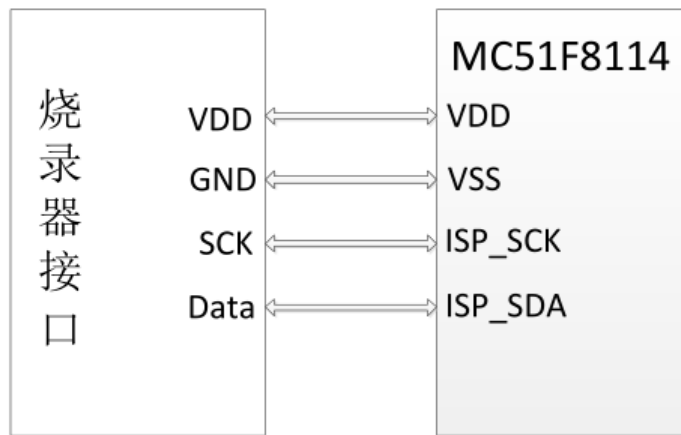 烧录器接口
VDD
GND
SCK
Data
MC51F8114
VDD
VSS
ISP_SCK
ISP_SDA